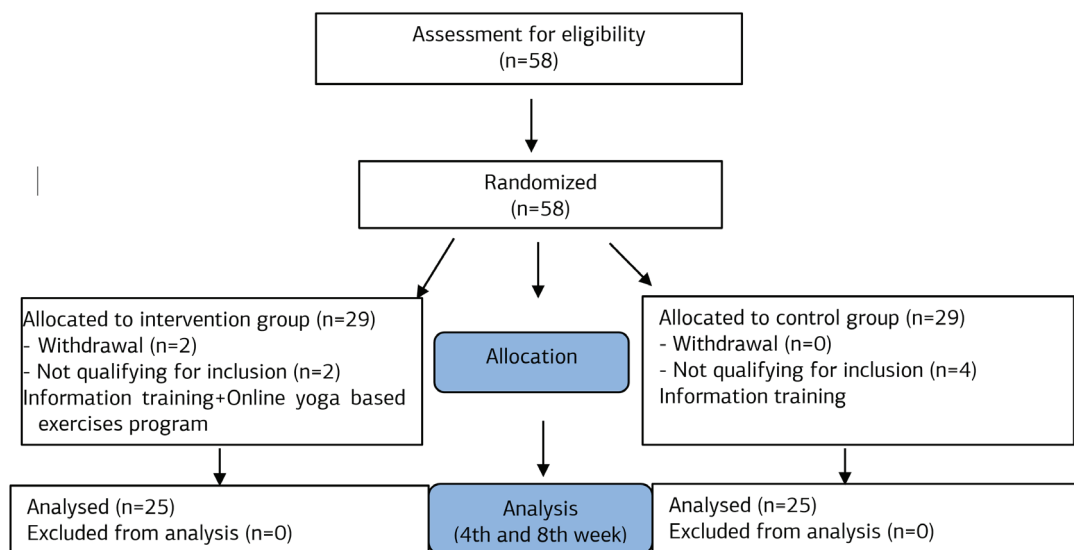 Assessment for eligibility
(n=58)
Randomized
(n=58)
Allocated to intervention group (n=29)
- Withdrawal (n=2)
- Not qualifying for inclusion (n=2)
Information training+Online yoga based
exercises program
Allocation
Allocated to control group (n=29)
- Withdrawal (n=0)
- Not qualifying for inclusion (n=4)
Information training
Analysed (n=25)
Excluded from analysis (n=0)
Analysis
(4th and 8th week)
Analysed (n=25)
Excluded from analysis (n=0)